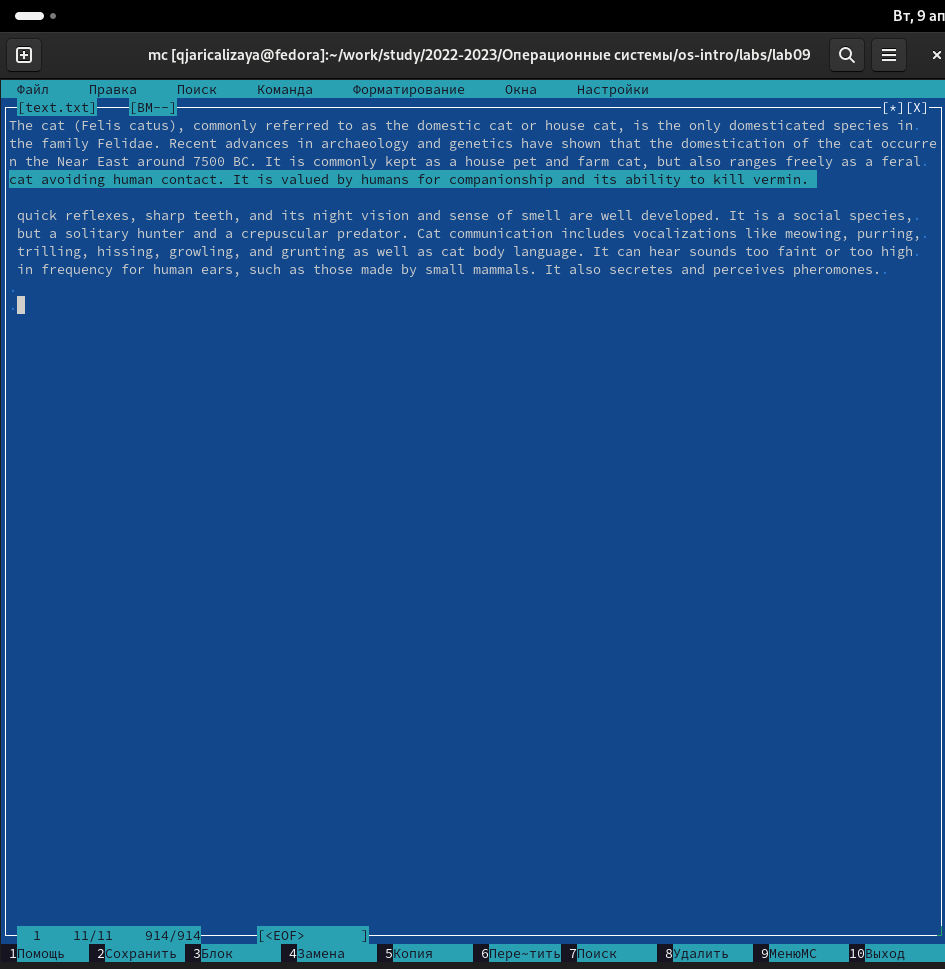 Вт, 9 ап
mc [qjaricalizaya@fedora]:~/work/study/2022-2023/Операционные системы/os-intro/labs/lab09
Файл Правка Поиск Команда Форматирование Окна Настройки
[text.txt] [BM--] [*][X]
The cat (Felis catus), commonly referred to as the domestic cat or house cat, is the only domesticated species in.
the family Felidae. Recent advances in archaeology and genetics have shown that the domestication of the cat occurre
n the Near East around 7500 BC. It is commonly kept as a house pet and farm cat, but also ranges freely as a feral.
cat avoiding human contact. It is valued by humans for companionship and its ability to kill vermin.
quick reflexes, sharp teeth, and its night vision and sense of smell are well developed. It is a social species,.
but a solitary hunter and a crepuscular predator. Cat communication includes vocalizations like meowing, purring,.
trilling, hissing, growling, and grunting as well as cat body language. It can hear sounds too faint or too high.
in frequency for human ears, such as those made by small mammals. It also secretes and perceives pheromones..
.
.
1 11/11 914/914 [<EOF> ]
1Помощь 2Сохранить 3Блок 4Замена 5Копия 6Пере~тить 7Поиск 8Удалить 9МенюMC 10Выход